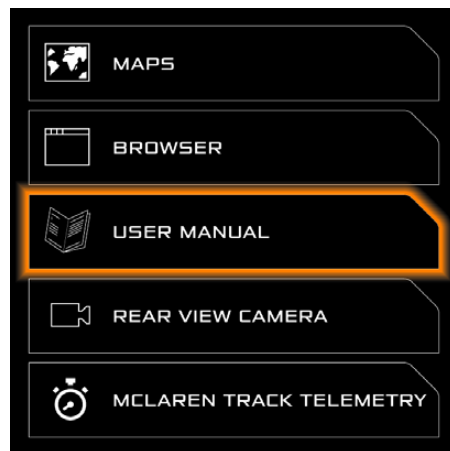 MAPS
BROWSER
USER MANUAL
REAR VIEW CAMERA
MCLAREN TRACK TELEMETRY